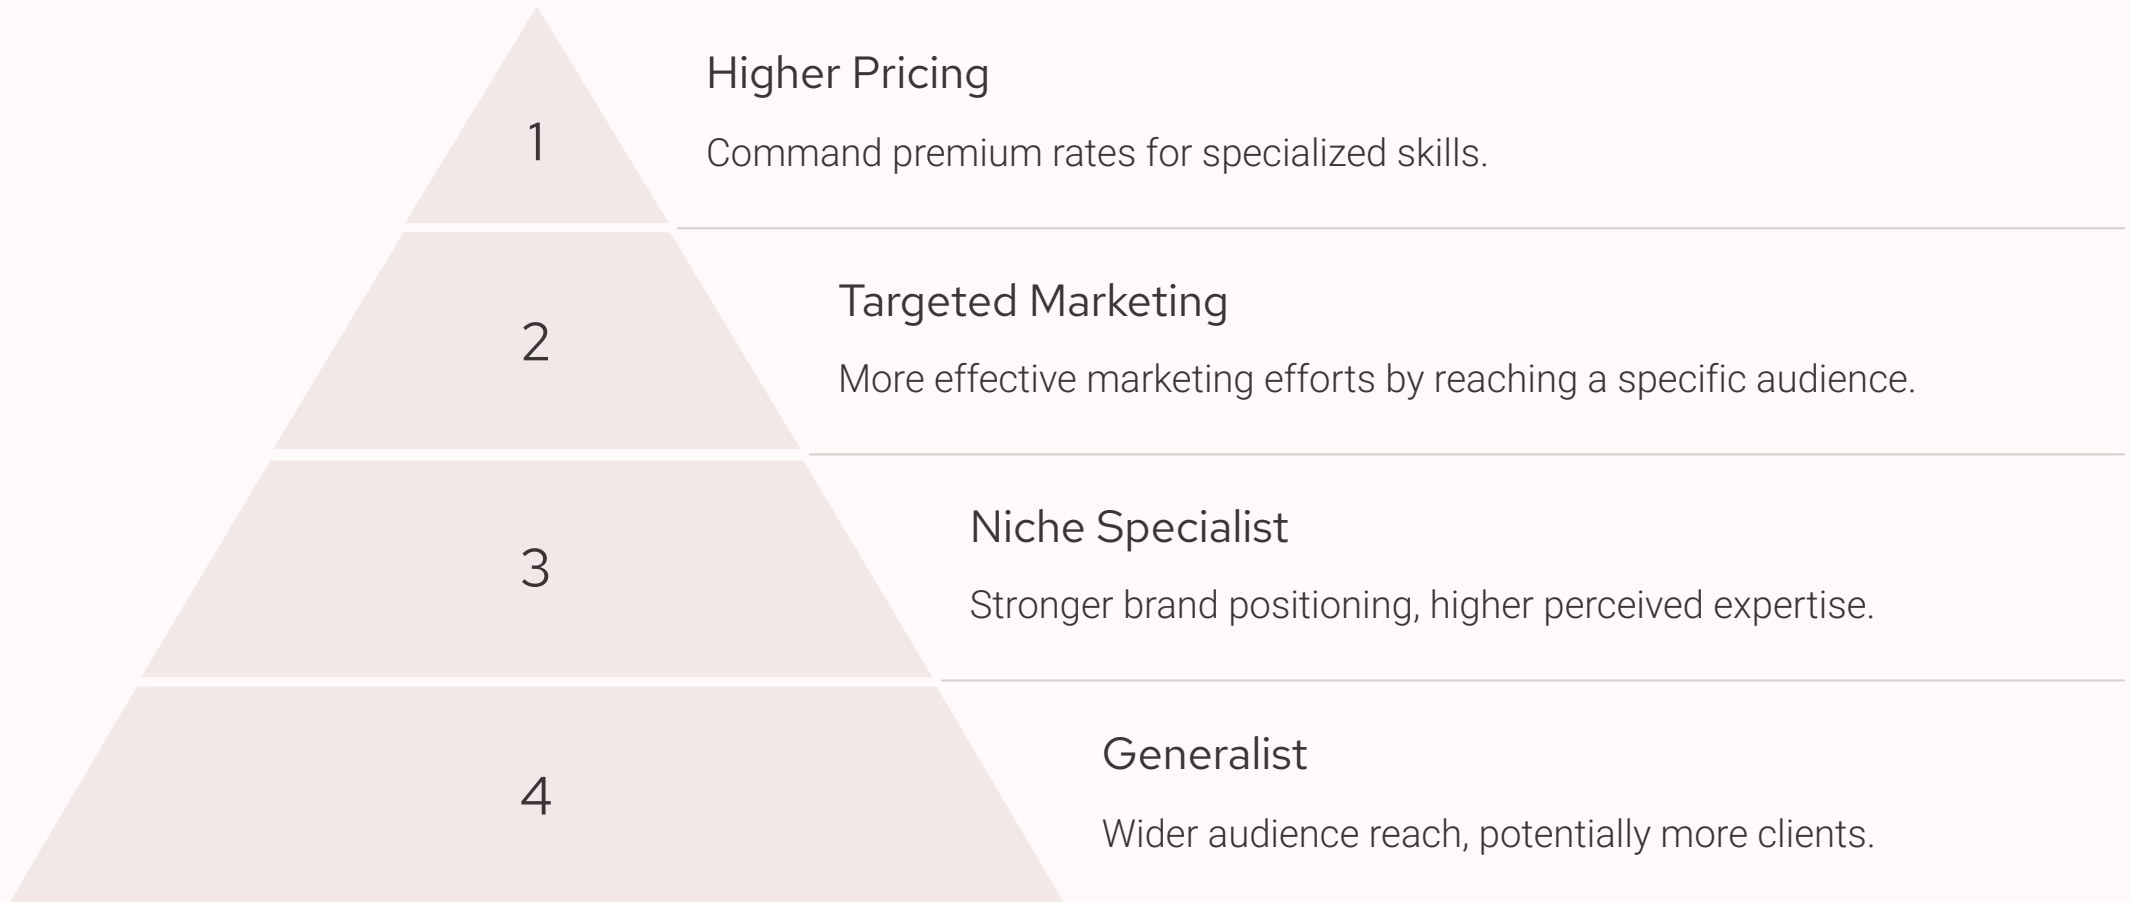 1
Higher Pricing
Command premium rates for specialized skills.
2
Targeted Marketing
More effective marketing efforts by reaching a specific audience.
3
Niche Specialist
Stronger brand positioning, higher perceived expertise.
4
Generalist
Wider audience reach, potentially more clients.